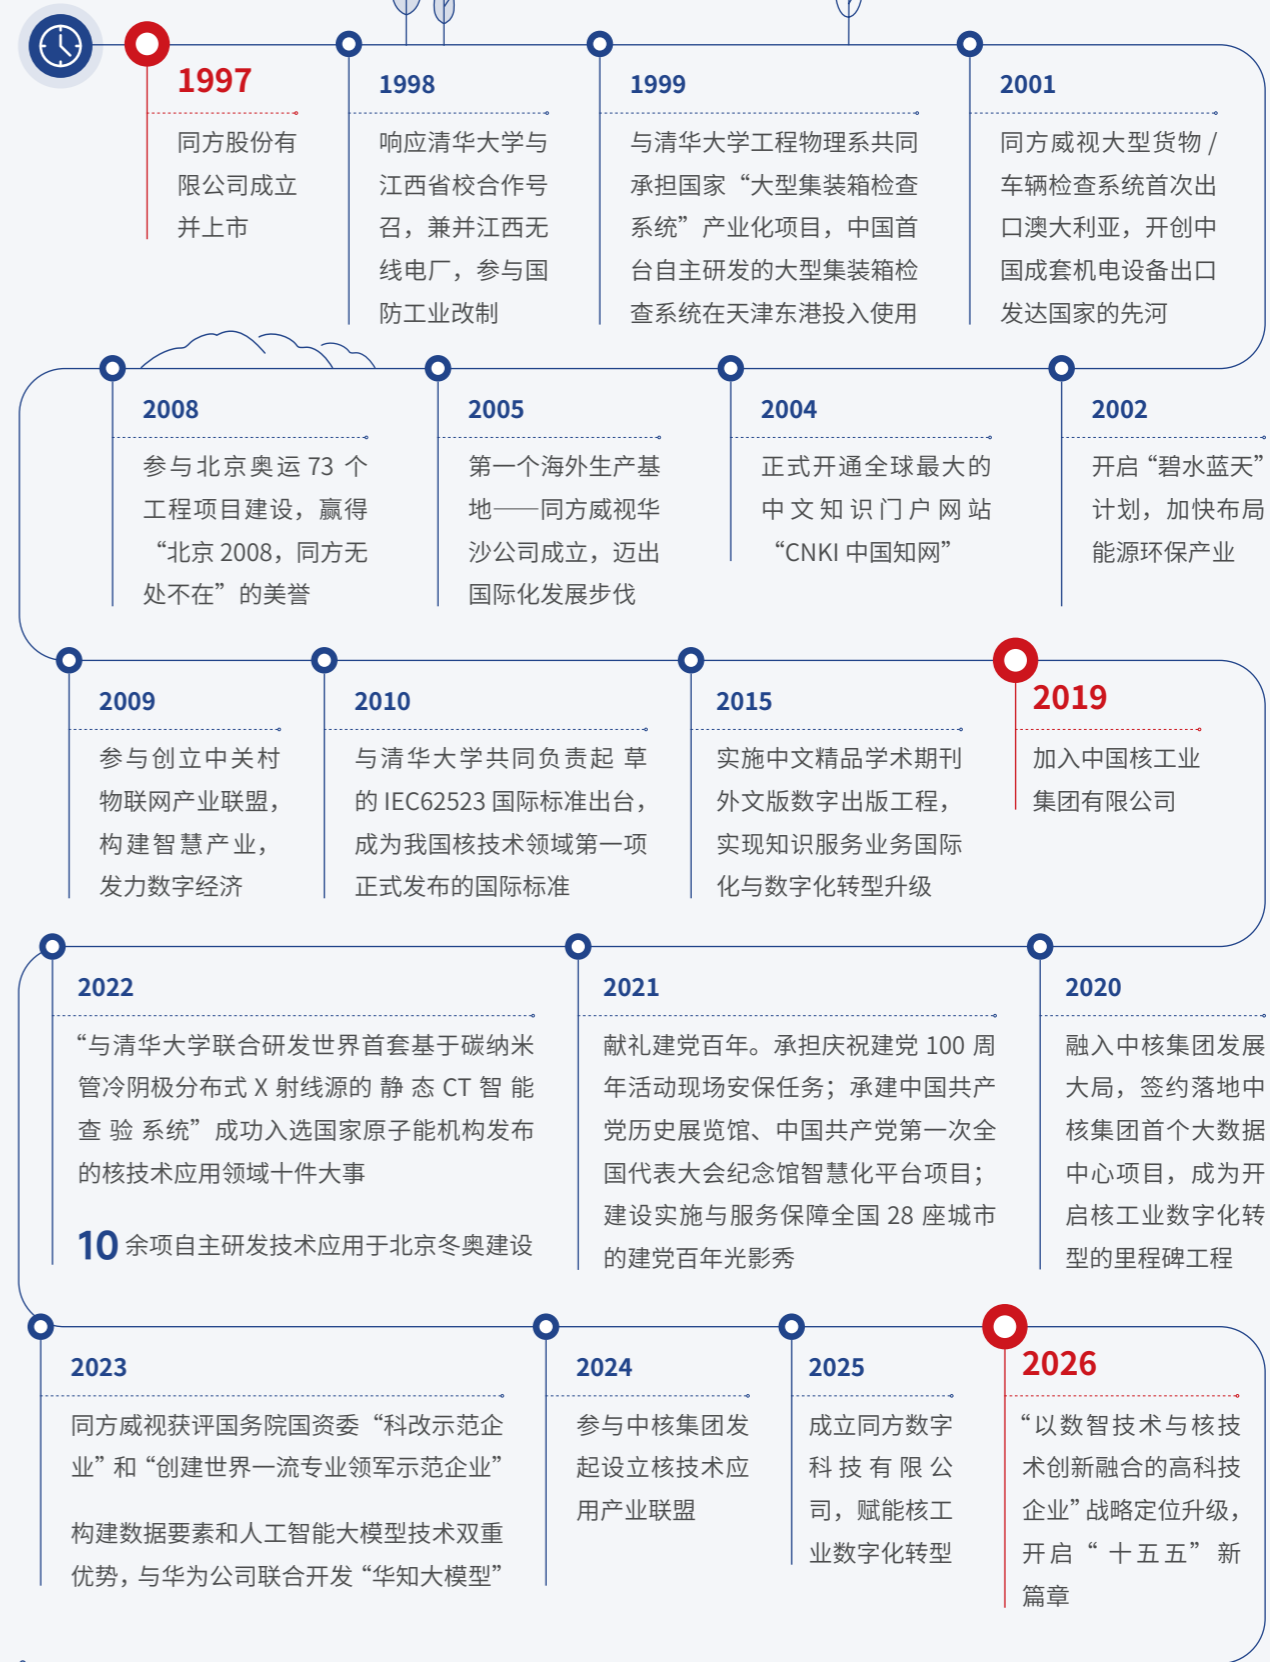 1997
同方股份有
限公司成立
并上市
1998
响应清华大学与
江西省校合作号
召，兼并江西无
线电厂，参与国
防工业改制
1999
与清华大学工程物理系共同
承担国家“大型集装箱检查
系统”产业化项目，中国首
台自主研发的大型集装箱检
查系统在天津东港投入使用
2001
同方威视大型货物 /
车辆检查系统首次出
口澳大利亚，开创中
国成套机电设备出口
发达国家的先河
2002
开启“碧水蓝天”
计划，加快布局
能源环保产业
2004
正式开通全球最大的
中文知识门户网站
“CNKI 中国知网”
2005
第一个海外生产基
地——同方威视华
沙公司成立，迈出
国际化发展步伐
2008
参与北京奥运 73 个
工程项目建设，赢得
“北京 2008，同方无
处不在”的美誉
2009
参与创立中关村
物联网产业联盟，
构建智慧产业，
发力数字经济
2010
与清华大学共同负责起 草
的 IEC62523 国际标准出台，
成为我国核技术领域第一项
正式发布的国际标准
2015
实施中文精品学术期刊
外文版数字出版工程，
实现知识服务业务国际
化与数字化转型升级
2019
加入中国核工业
集团有限公司
2020
融入中核集团发展
大局，签约落地中
核集团首个大数据
中心项目，成为开
启核工业数字化转
型的里程碑工程
2021
献礼建党百年。承担庆祝建党 100 周
年活动现场安保任务；承建中国共产
党历史展览馆、中国共产党第一次全
国代表大会纪念馆智慧化平台项目；
建设实施与服务保障全国 28 座城市
的建党百年光影秀
2022
“与清华大学联合研发世界首套基于碳纳米
管冷阴极分布式 X 射线源的 静 态 CT 智 能
查 验 系统”成功入选国家原子能机构发布
的核技术应用领域十件大事
10 余项自主研发技术应用于北京冬奥建设
2023
同方威视获评国务院国资委“科改示范企
业”和“创建世界一流专业领军示范企业”
构建数据要素和人工智能大模型技术双重
优势，与华为公司联合开发“华知大模型”
2024
参与中核集团发
起设立核技术应
用产业联盟
2025
成立同方数字
科技有限公
司，赋能核工
业数字化转型
2026
“以数智技术与核技
术创新融合的高科技
企业”战略定位升级，
开启“ 十五五” 新
篇章